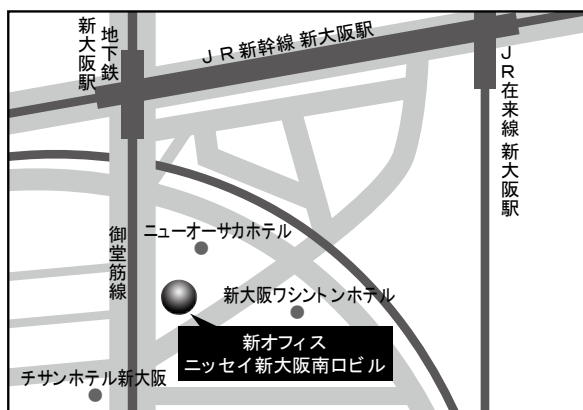 地下鉄
新大阪駅
JR新幹線 新大阪駅
JR在来線 新大阪駅
御堂筋線
ニューオーサカホテル
新大阪ワシントンホテル
新オフィス
ニッセイ新大阪南口ビル
チサンホテル新大阪